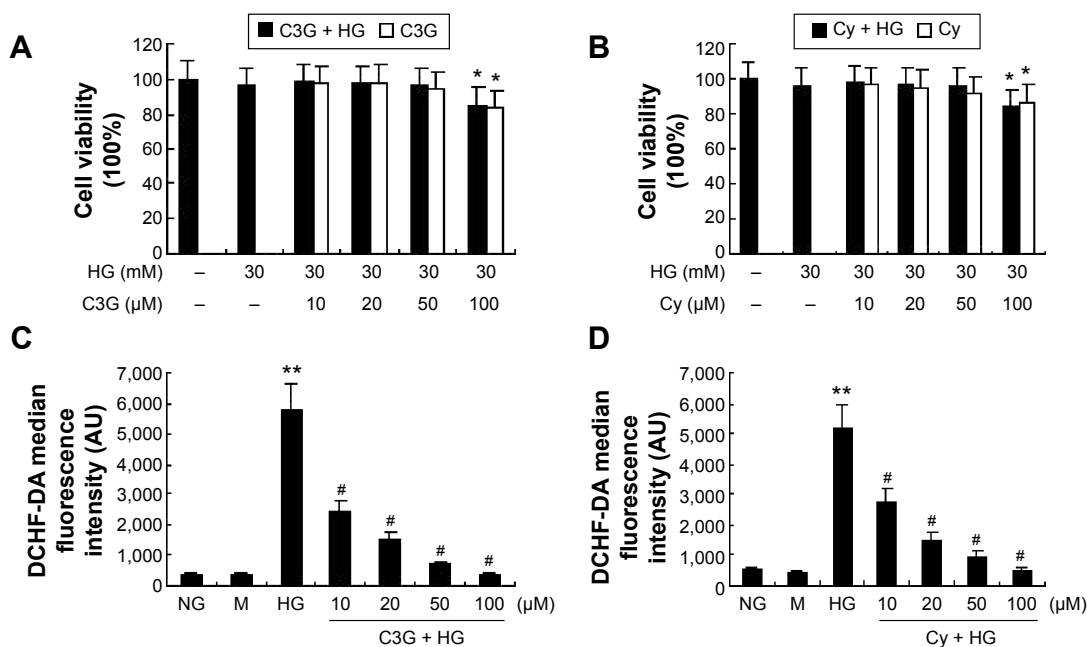 A
C3G + HG C3G
Cell viability
(100%)
120
100
80
60
40
20
0
* *
HG (mM) – 30 30 30 30 30
C3G (µM) – – 10 20 50 100
B
Cy + HG Cy
Cell viability
(100%)
120
100
80
60
40
20
0
* *
HG (mM) – 30 30 30 30 30
Cy (µM) – – 10 20 50 100
C
DCHF-DA median
fluorescence
intensity (AU)
7,000
6,000
5,000
4,000
3,000
2,000
1,000
0
**
# # # #
NG M HG 10 20 50 100 (µM)
C3G + HG
D
DCHF-DA median
fluorescence
intensity (AU)
7,000
6,000
5,000
4,000
3,000
2,000
1,000
0
**
# # # #
NG M HG 10 20 50 100 (µM)
Cy + HG